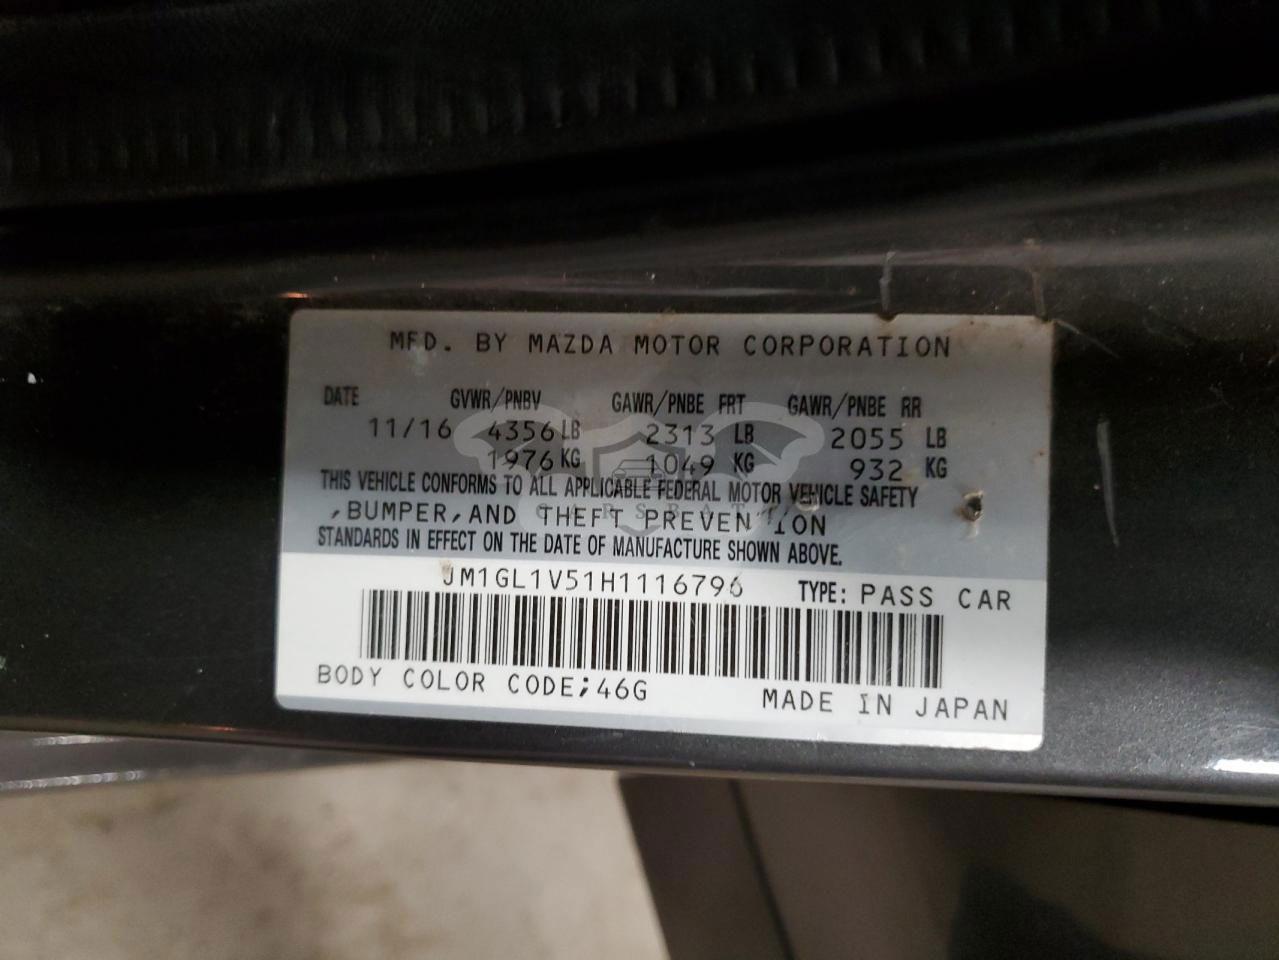 MFD. BY MAZDA MOTOR CORPORATION
DATE GVWR/PNBV GAWR/PNBE FRT GAWR/PNBE RR
11/16 4356 LB 2313 LB 2055 LB
1976 KG 1049 KG 932 KG
THIS VEHICLE CONFORMS TO ALL APPLICABLE FEDERAL MOTOR VEHICLE SAFETY
,BUMPER,AND THEFT PREVENTION
CARSBAT
STANDARDS IN EFFECT ON THE DATE OF MANUFACTURE SHOWN ABOVE.
JM1GL1V51H1116796 TYPE: PASS CAR
BODY COLOR CODE;46G MADE IN JAPAN